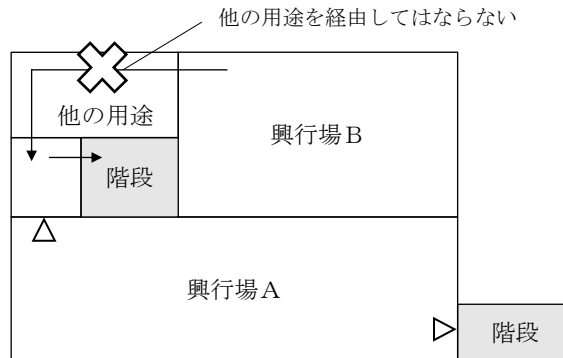 他の用途を経由してはならない
他の用途
興行場Ｂ
階段
興行場Ａ
階段